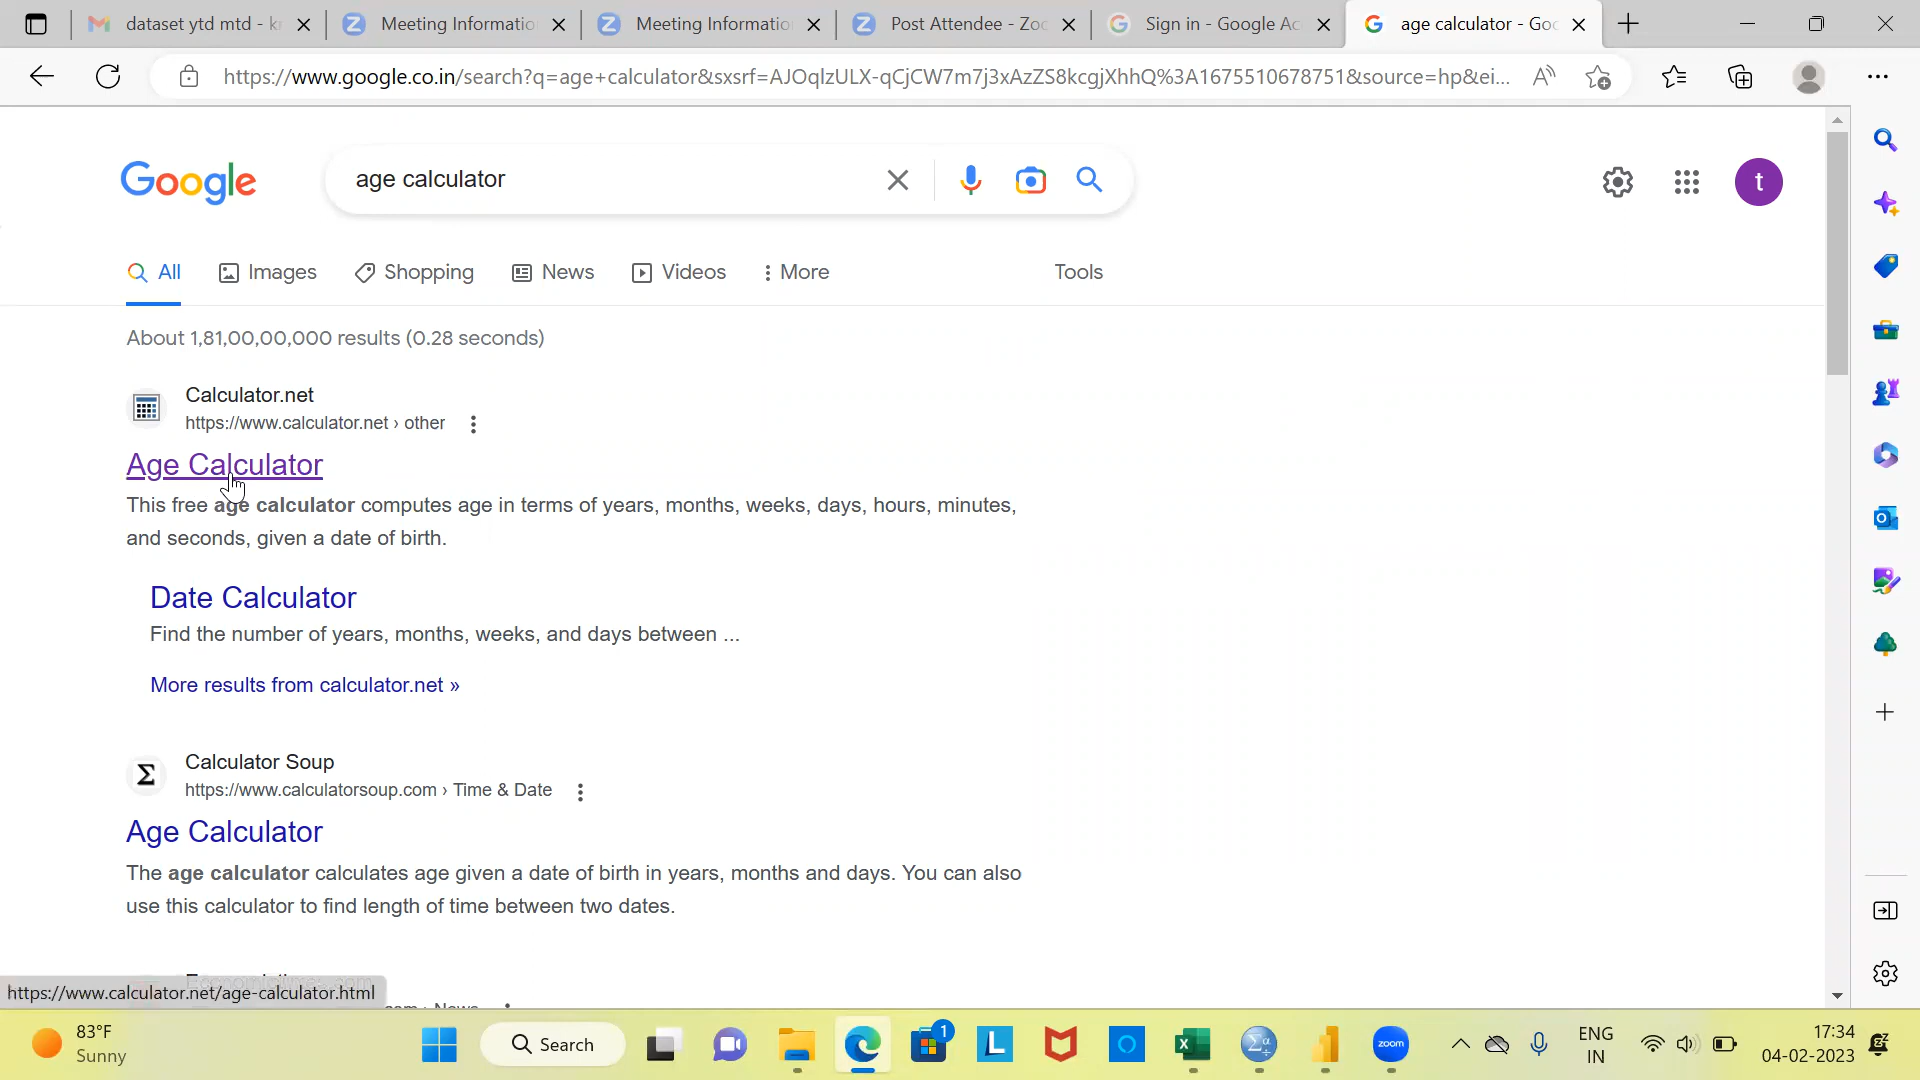 dataset ytd mtd - k
Meeting Informatio
Meeting Informatio
Post Attendee - Zoo
Sign in - Google Ac
age calculator - Goo
https://www.google.co.in/search?q=age+calculator&sxsrf=AJOqlzULX-qCjCW7m7j3xAzZS8kcgjXhhQ%3A1675510678751&source=hp&ei...
Google
age calculator
t
All
Images
Shopping
News
Videos
More
Tools
About 1,81,00,00,000 results (0.28 seconds)
Calculator.net
https://www.calculator.net › other
Age Calculator
This free age calculator computes age in terms of years, months, weeks, days, hours, minutes,
and seconds, given a date of birth.
Date Calculator
Find the number of years, months, weeks, and days between ...
More results from calculator.net »
Calculator Soup
https://www.calculatorsoup.com › Time & Date
Age Calculator
The age calculator calculates age given a date of birth in years, months and days. You can also
use this calculator to find length of time between two dates.
https://www.calculator.net/age-calculator.html
83°F
Sunny
Search
1
L
zoom
ENG
IN
17:34
04-02-2023